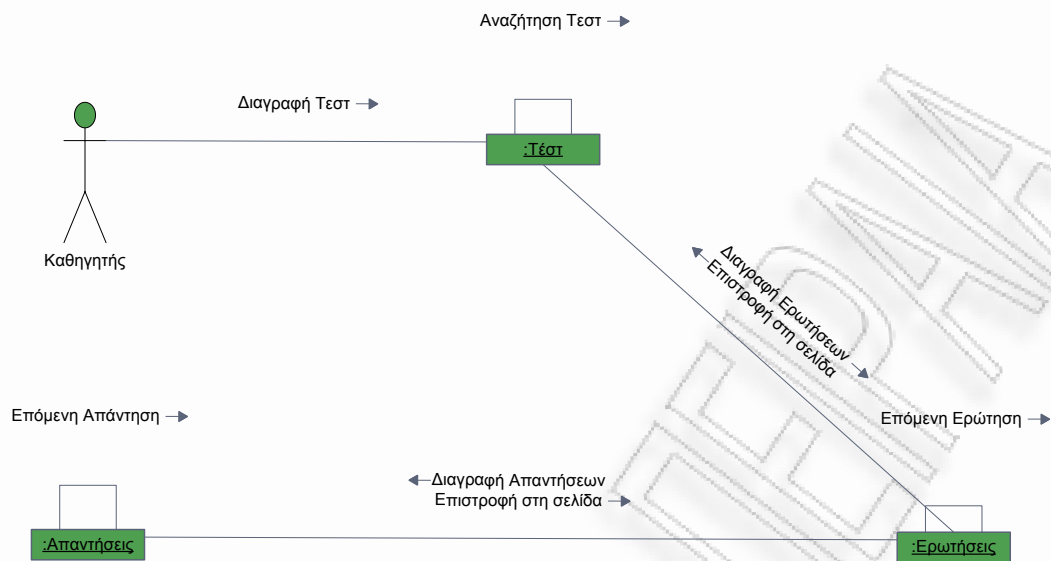 Αναζήτηση Τεστ
Διαγραφή Τεστ
:Τέστ
Καθηγητής
Διαγραφή Ερωτήσεων
Επιστροφή στη σελίδα
Επόμενη Απάντηση
Επόμενη Ερώτηση
Διαγραφή Απαντήσεων
Επιστροφή στη σελίδα
:Απαντήσεις
:Ερωτήσεις